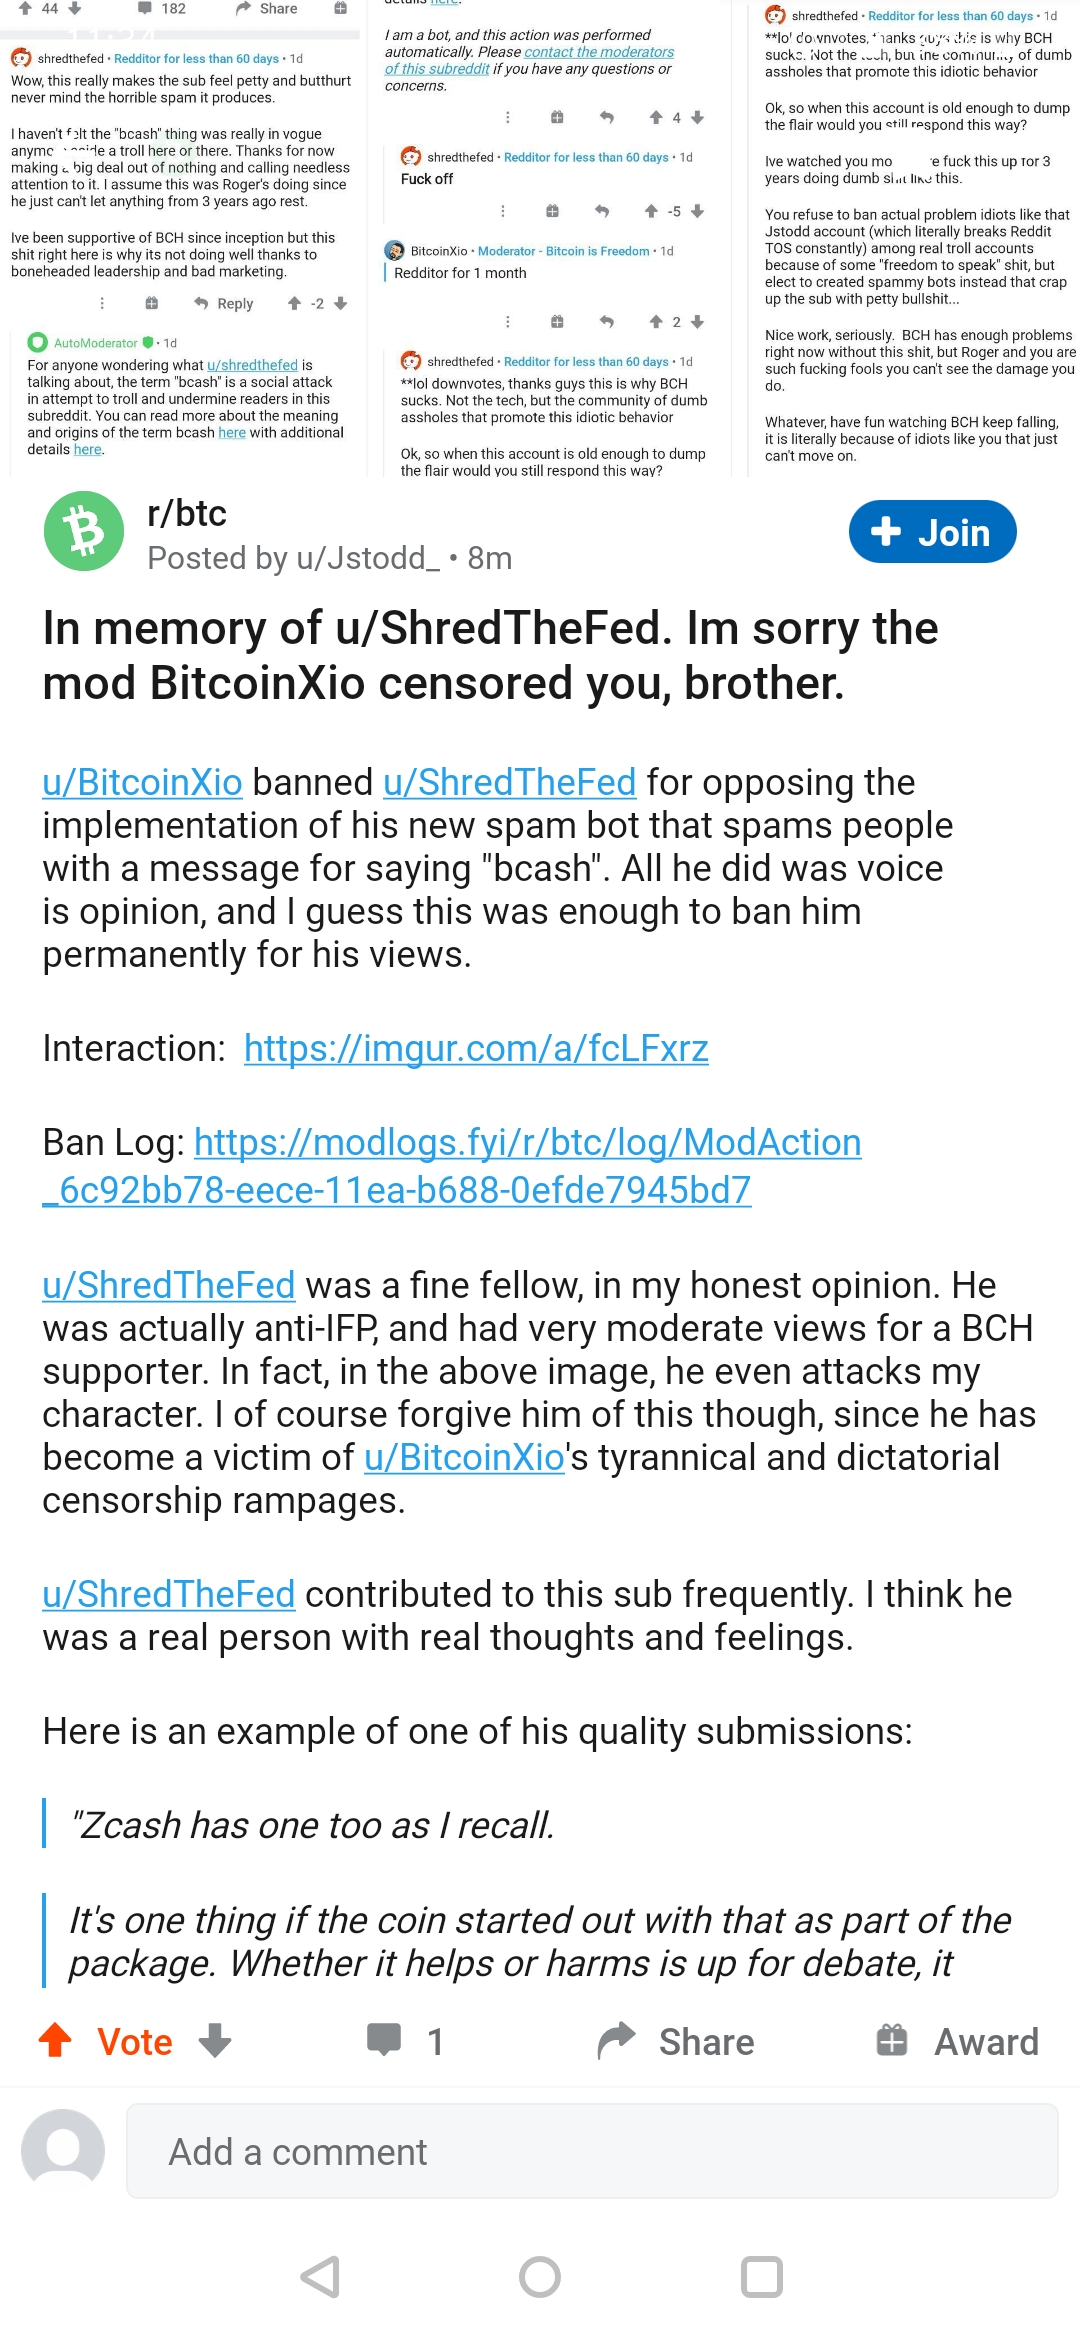 44 182 Share
shredthefed • Redditor for less than 60 days • 1d
Wow, this really makes the sub feel petty and butthurt
never mind the horrible spam it produces.
I haven't felt the "bcash" thing was really in vogue
a troll here or there. Thanks for now
making a big deal out of nothing and calling needless
attention to it. I assume this was Roger's doing since
he just can't let anything from 3 years ago rest.
Ive been supportive of BCH since inception but this
shit right here is why its not doing well thanks to
boneheaded leadership and bad marketing.
Reply -2
AutoModerator • 1d
For anyone wondering what u/shredthefed is
talking about, the term "bcash" is a social attack
in attempt to troll and undermine readers in this
subreddit. You can read more about the meaning
and origins of the term bcash here with additional
details here.
details here.
I am a bot, and this action was performed
automatically. Please contact the moderators
of this subreddit if you have any questions or
concerns.
4
shredthefed • Redditor for less than 60 days • 1d
Fuck off
-5
BitcoinXio • Moderator - Bitcoin is Freedom • 1d
Redditor for 1 month
2
shredthefed • Redditor for less than 60 days • 1d
**lol downvotes, thanks guys this is why BCH
sucks. Not the tech, but the community of dumb
assholes that promote this idiotic behavior
Ok, so when this account is old enough to dump
the flair would you still respond this way?
shredthefed • Redditor for less than 60 days • 1d
**lol downvotes, thanks guys this is why BCH
sucks. Not the tech, but the community of dumb
assholes that promote this idiotic behavior
Ok, so when this account is old enough to dump
the flair would you still respond this way?
Ive watched you fuck this up for 3
years doing dumb shit like this.
You refuse to ban actual problem idiots like that
Jstodd account (which literally breaks Reddit
TOS constantly) among real troll accounts
because of some "freedom to speak" shit, but
elect to created spammy bots instead that crap
up the sub with petty bullshit...
Nice work, seriously. BCH has enough problems
right now without this shit, but Roger and you are
such fucking fools you can't see the damage you
do.
Whatever, have fun watching BCH keep falling,
it is literally because of idiots like you that just
can't move on.
r/btc
Posted by u/Jstodd_ • 8m
Join
In memory of u/ShredTheFed. Im sorry the
mod BitcoinXio censored you, brother.
u/BitcoinXio banned u/ShredTheFed for opposing the
implementation of his new spam bot that spams people
with a message for saying "bcash". All he did was voice
is opinion, and I guess this was enough to ban him
permanently for his views.
Interaction: https://imgur.com/a/fcLFxrz
Ban Log: https://modlogs.fyi/r/btc/log/ModAction
_6c92bb78-eece-11ea-b688-0efde7945bd7
u/ShredTheFed was a fine fellow, in my honest opinion. He
was actually anti-IFP, and had very moderate views for a BCH
supporter. In fact, in the above image, he even attacks my
character. I of course forgive him of this though, since he has
become a victim of u/BitcoinXio's tyrannical and dictatorial
censorship rampages.
u/ShredTheFed contributed to this sub frequently. I think he
was a real person with real thoughts and feelings.
Here is an example of one of his quality submissions:
"Zcash has one too as I recall.
It's one thing if the coin started out with that as part of the
package. Whether it helps or harms is up for debate, it
Vote 1 Share Award
Add a comment